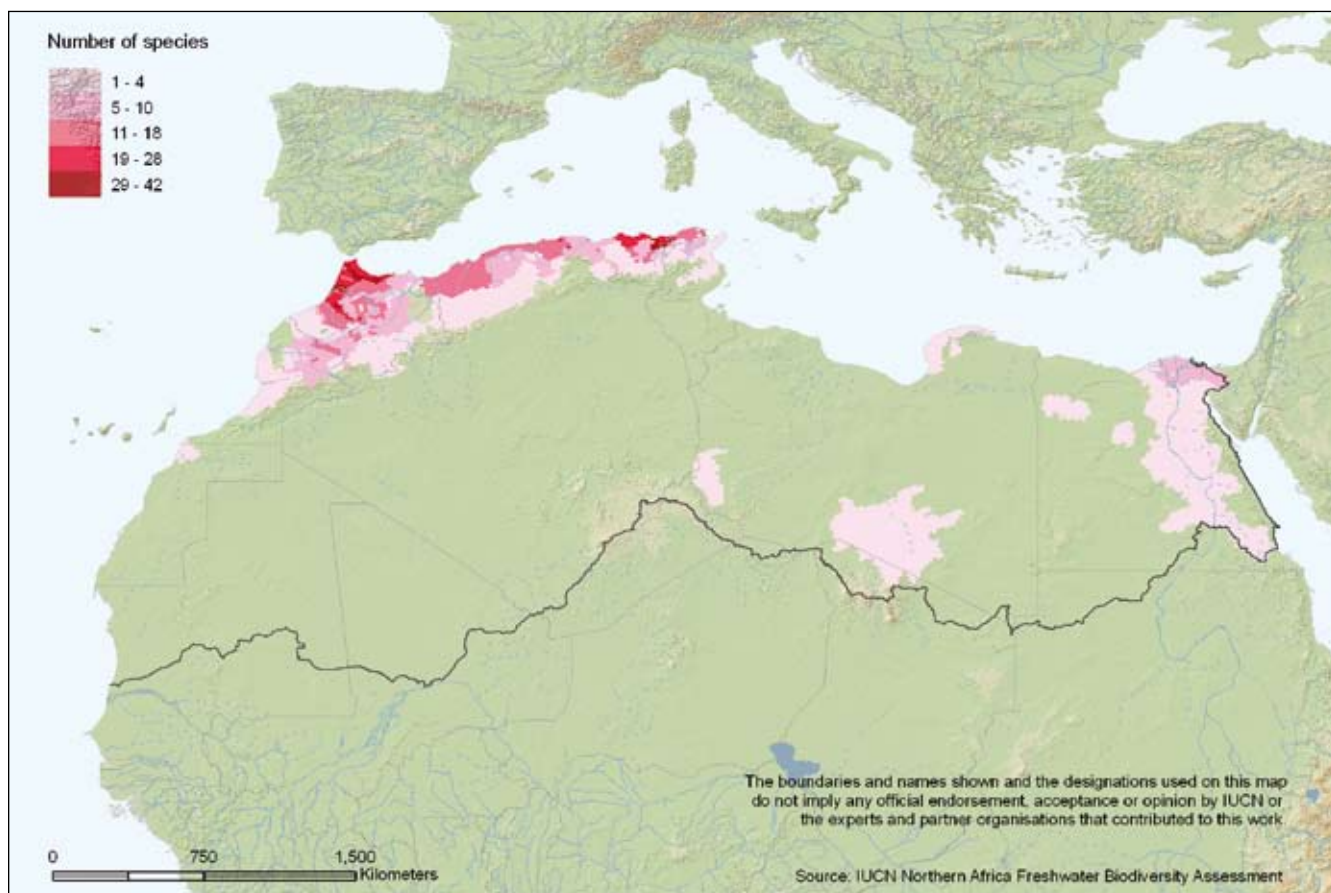 Number of species
1 - 4
5 - 10
11 - 18
19 - 28
29 - 42
The boundaries and names shown and the designations used on this map
do not imply any official endorsement, acceptance or opinion by IUCN or
the experts and partner organisations that contributed to this work
0 750 1,500
Kilometers
Source: IUCN Northern Africa Freshwater Biodiversity Assessment